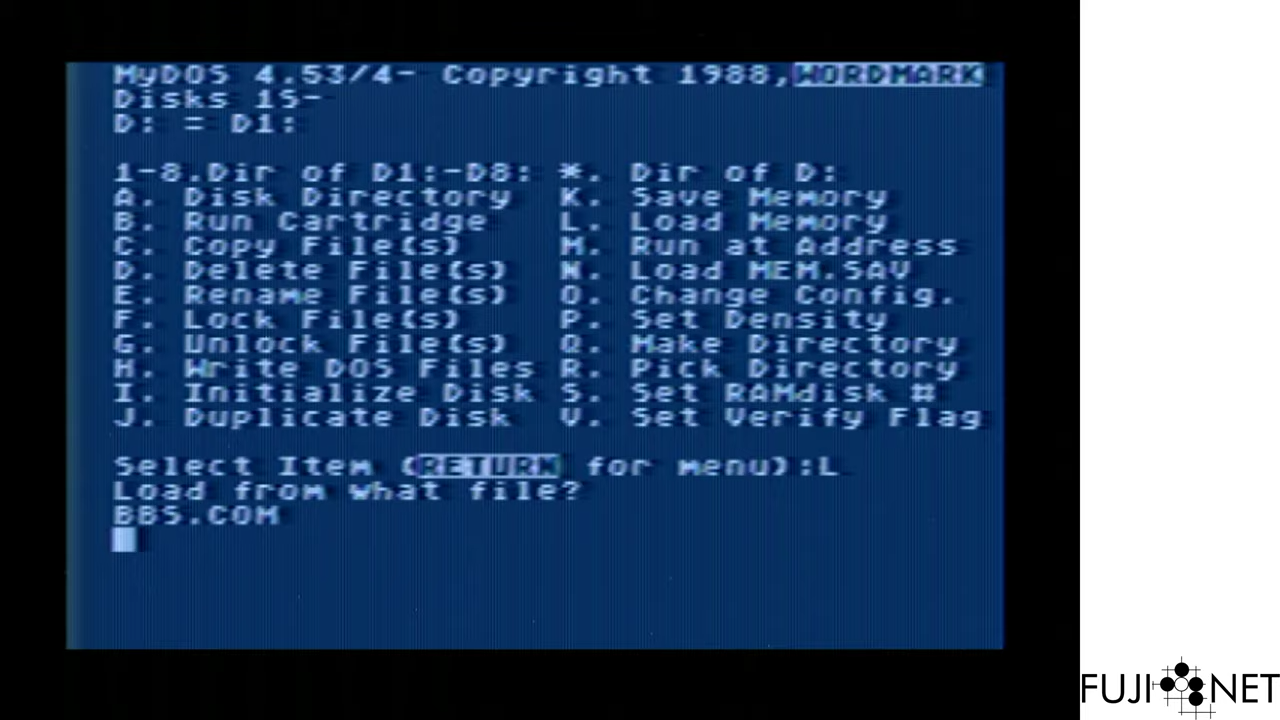 MyDOS 4.53/4- Copyright 1988,WORDMARK
Disks 15-
D: = D1:
1-8.Dir of D1:-D8: *. Dir of D:
A. Disk Directory K. Save Memory
B. Run Cartridge L. Load Memory
C. Copy File(s) M. Run at Address
D. Delete File(s) N. Load MEM.SAV
E. Rename File(s) O. Change Config.
F. Lock File(s) P. Set Density
G. Unlock File(s) Q. Make Directory
H. Write DOS Files R. Pick Directory
I. Initialize Disk S. Set RAMdisk #
J. Duplicate Disk V. Set Verify Flag
Select Item (RETURN for menu):L
Load from what file?
BBS.COM
FUJI NET